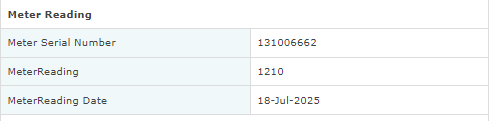 Meter Reading
Meter Serial Number 131006662
MeterReading 1210
MeterReading Date 18-Jul-2025